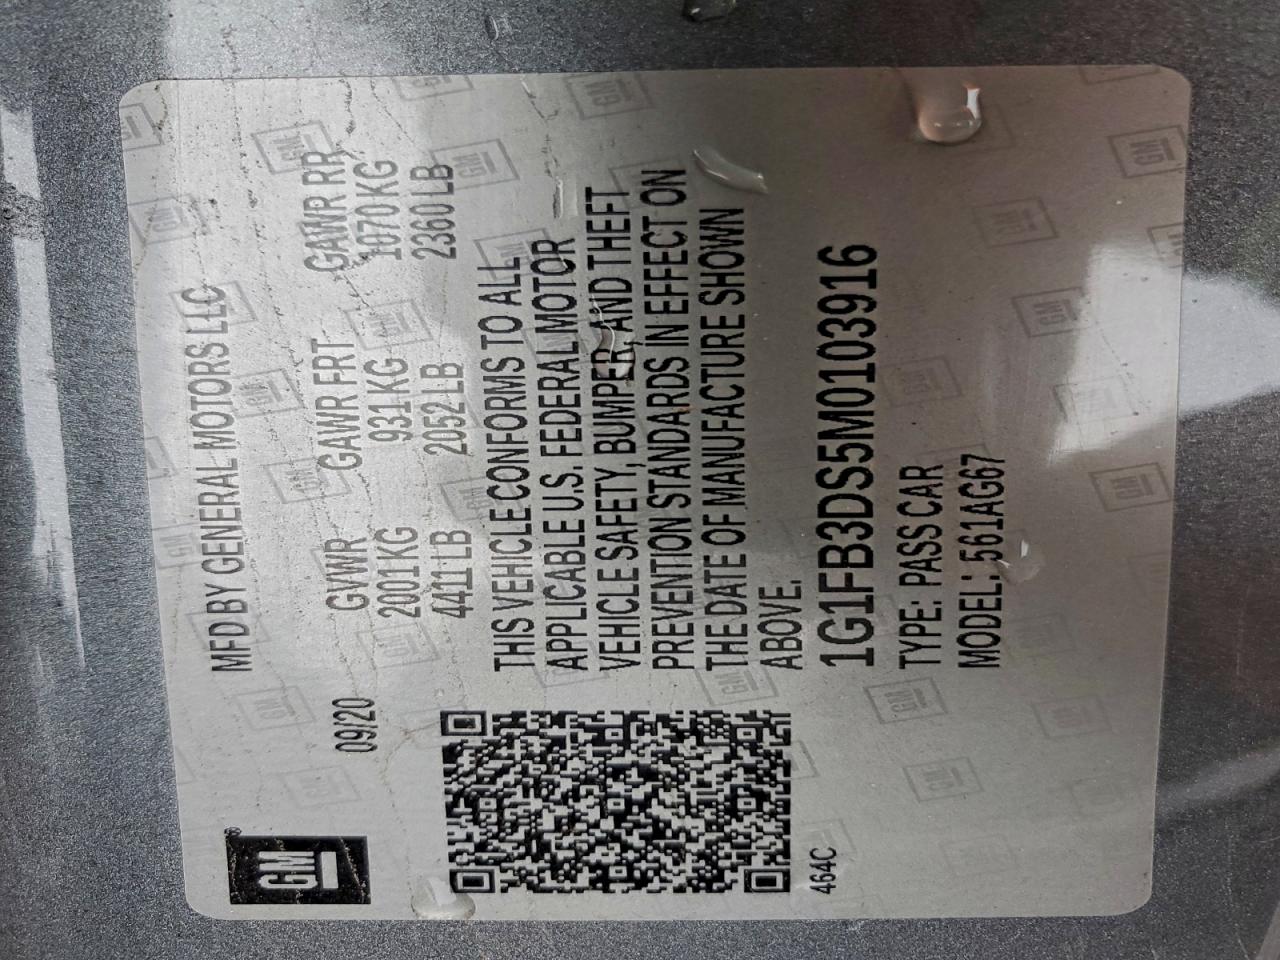 GM®
MFD BY GENERAL MOTORS LLC
09/20
GVWR GAWR FRT GAWR RR
2001 KG 931 KG 1070 KG
4411 LB 2052 LB 2360 LB
THIS VEHICLE CONFORMS TO ALL
APPLICABLE U.S. FEDERAL MOTOR
VEHICLE SAFETY, BUMPER, AND THEFT
PREVENTION STANDARDS IN EFFECT ON
THE DATE OF MANUFACTURE SHOWN
ABOVE.
1G1FB3DS5M0103916
TYPE: PASS CAR
MODEL: 561AG67
464C